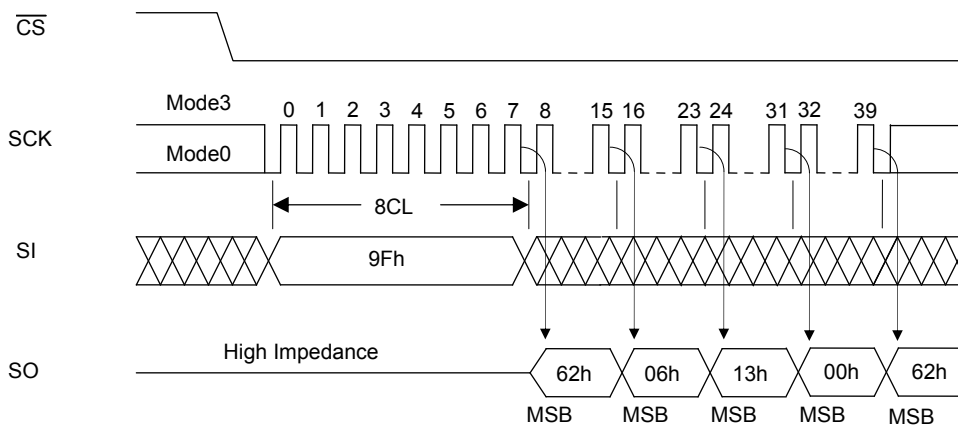 CS
Mode3
0 1 2 3 4 5 6 7 8 15 16 23 24 31 32 39
SCK
Mode0
8CL
SI
9Fh
High Impedance
SO
62h 06h 13h 00h 62h
MSB MSB MSB MSB MSB